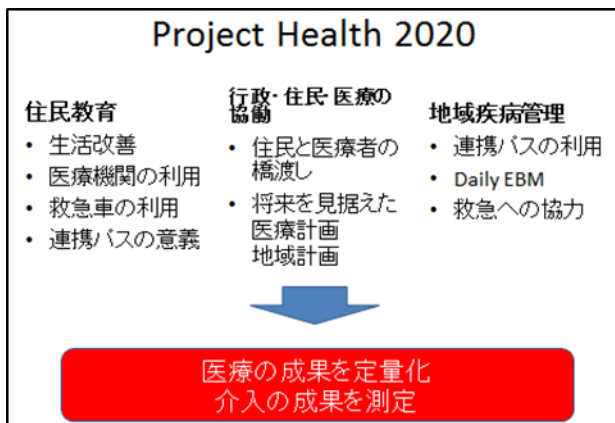 Project Health 2020
住民教育
• 生活改善
• 医療機関の利用
• 救急車の利用
• 連携パスの意義
行政・住民・医療の
協働
• 住民と医療者の
橋渡し
• 将来を見据えた
医療計画
地域計画
地域疾病管理
• 連携パスの利用
• Daily EBM
• 救急への協力
医療の成果を定量化
介入の成果を測定